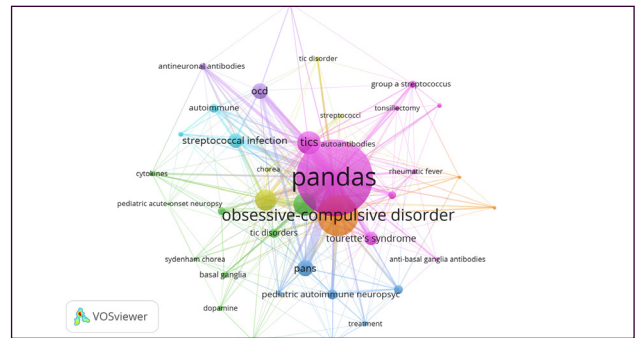 tic disorder
antineuronal antibodies
group a streptococcus
ocd
autoimmune
tonsillectomy
streptococci
streptococcal infection
tics
autoantibodies
chorea
rheumatic fever
cytokines
pandas
pediatric acute-onset neuropsy
obsessive-compulsive disorder
tic disorders
tourette's syndrome
sydenham chorea
anti-basal ganglia antibodies
basal ganglia
pans
pediatric autoimmune neuropsyc
dopamine
VOSviewer
treatment